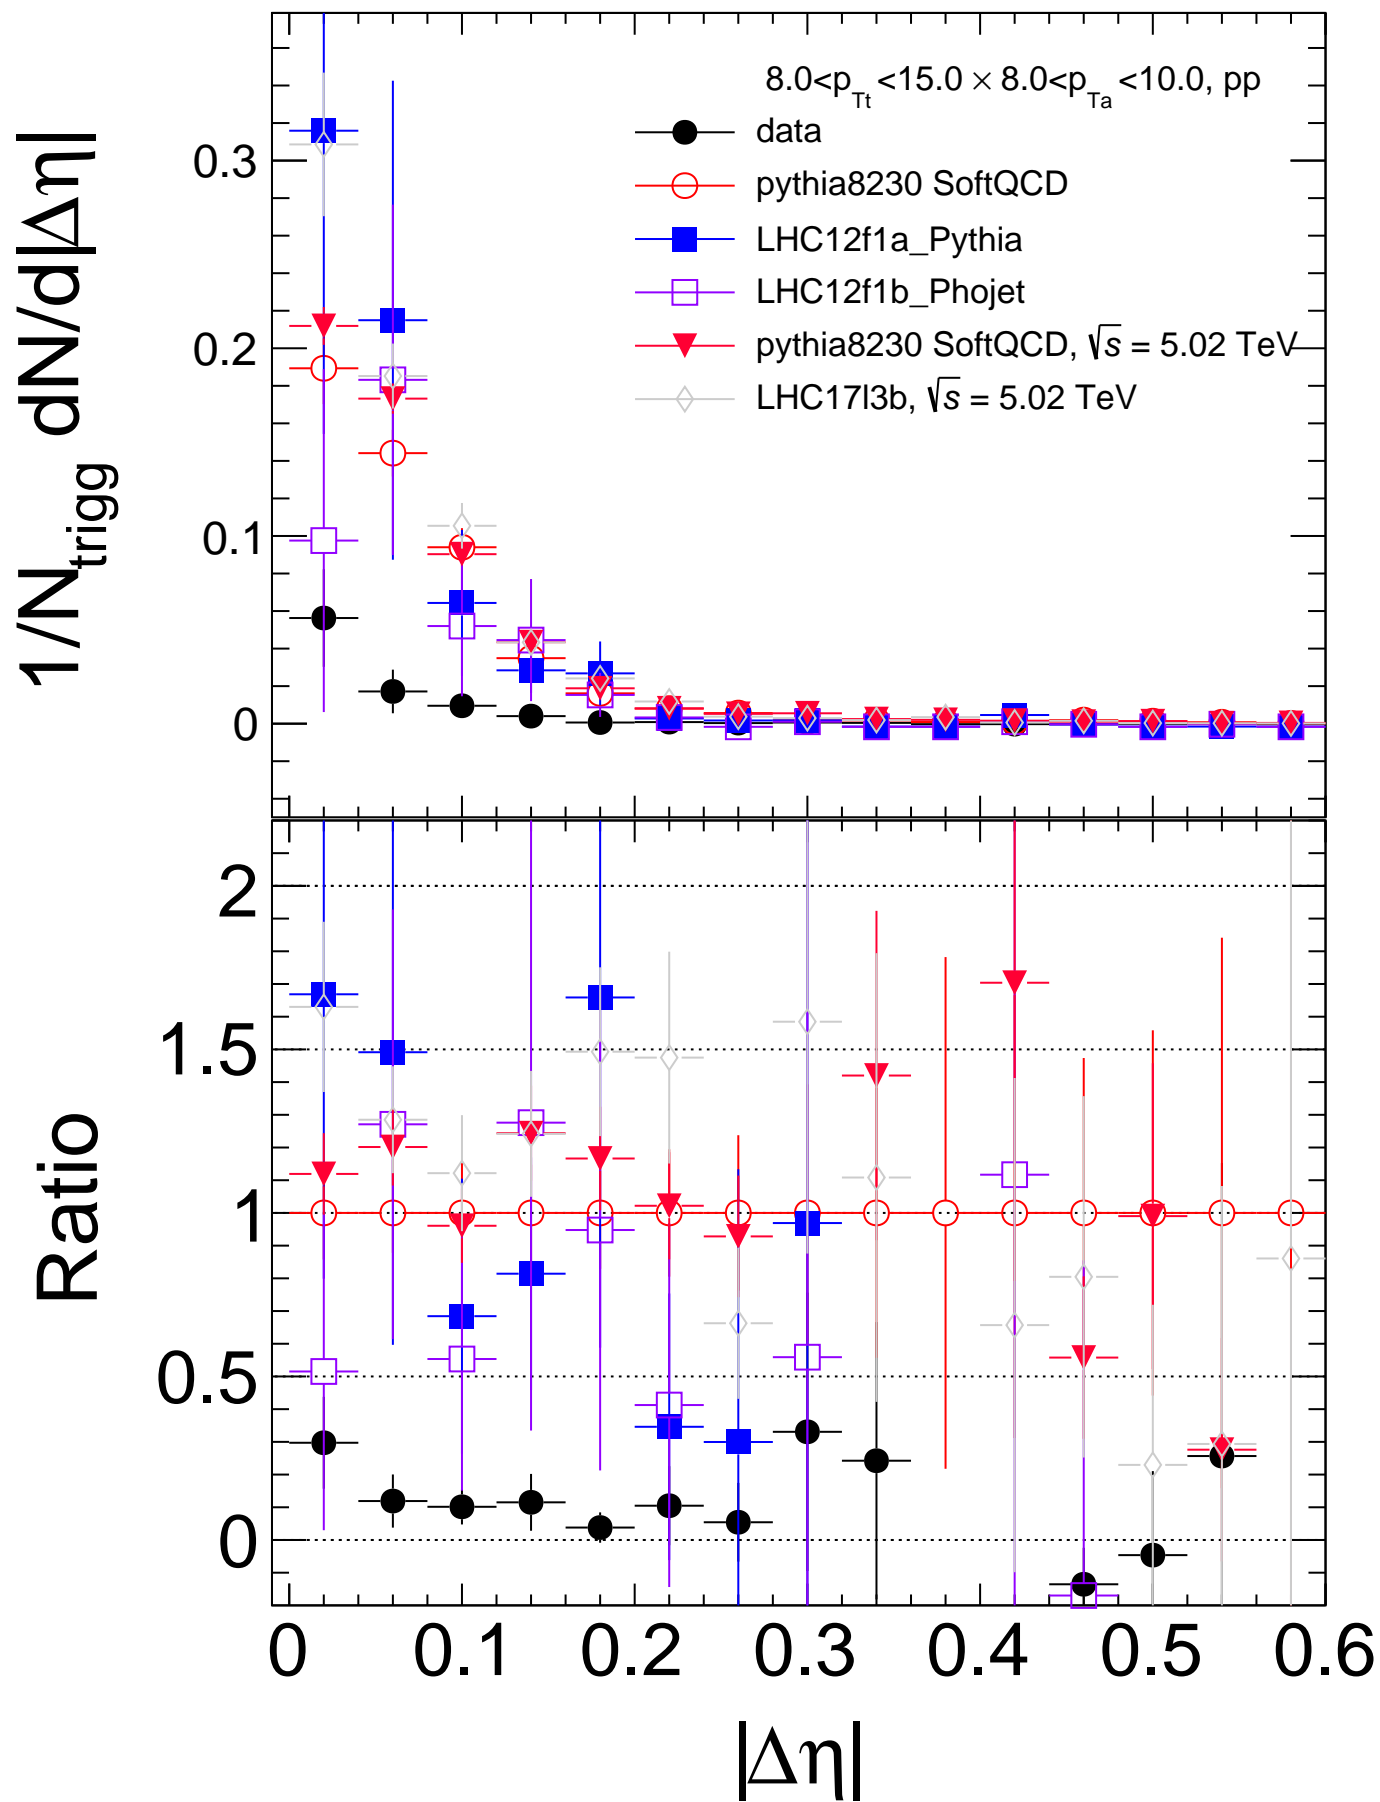 8.0<p_Tt<15.0 × 8.0<p_Ta<10.0, pp
data
pythia8230 SoftQCD
LHC12f1a_Pythia
LHC12f1b_Phojet
pythia8230 SoftQCD, √s = 5.02 TeV
LHC17l3b, √s = 5.02 TeV
1/N_trigg dN/d|Δη|
0.3
0.2
0.1
0
Ratio
2
1.5
1
0.5
0
0 0.1 0.2 0.3 0.4 0.5 0.6
|Δη|